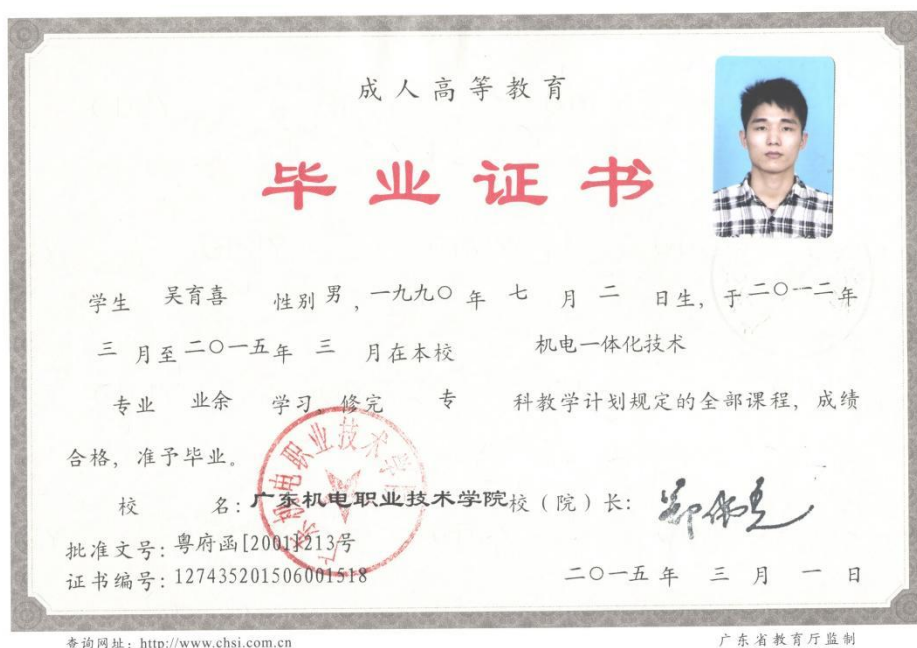 成人高等教育
毕业证书
学生 吴育喜 性别 男 , 一九九〇 年 七 月 二 日生, 于 二〇一二 年
三 月至 二〇一五 年 三 月在本校 机电一体化技术
专业 业余 学习, 修完 专 科教学计划规定的全部课程, 成绩
合格, 准予毕业。
校 名: 广东机电职业技术学院 校(院)长:
批准文号: 粤府函[2001]213号
证书编号: 127435201506001518 二〇一五 年 三 月 一 日
查询网址: http://www.chsi.com.cn 广东省教育厅监制